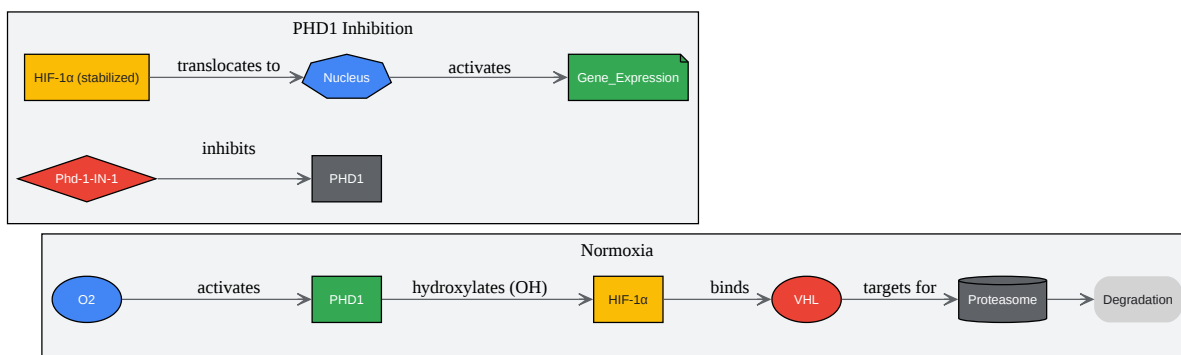 PHD1 Inhibition
HIF-1α (stabilized)
translocates to
Nucleus
activates
Gene_Expression
Phd-1-IN-1
inhibits
PHD1
Normoxia
O2
activates
PHD1
hydroxylates (OH)
HIF-1α
binds
VHL
targets for
Proteasome
Degradation